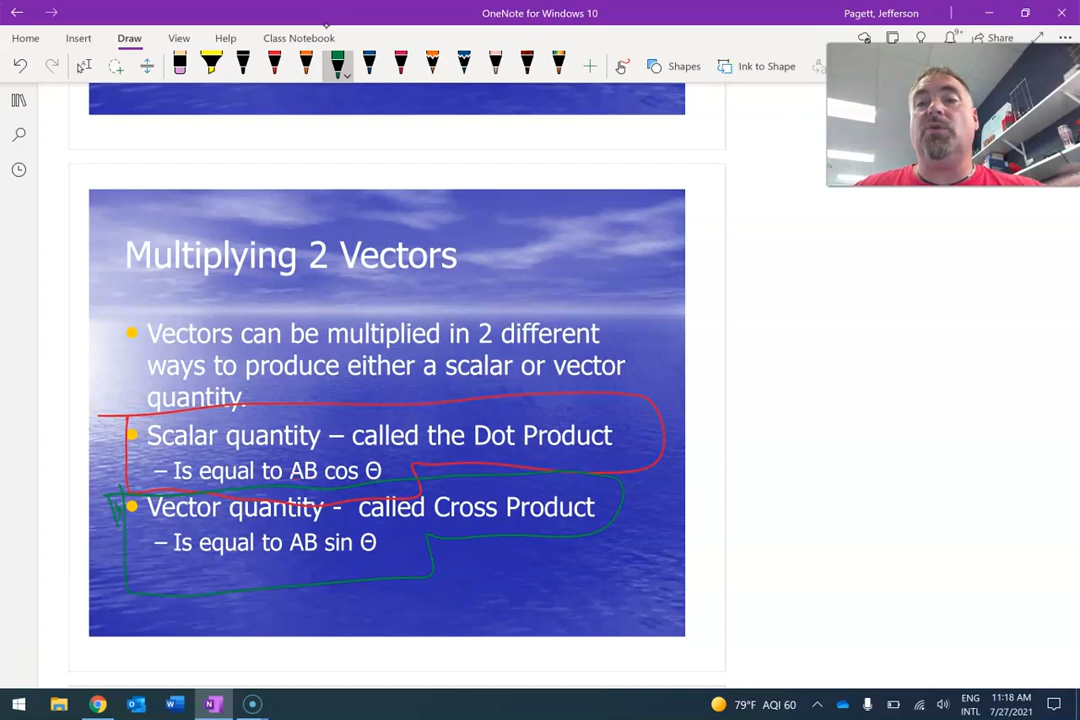 OneNote for Windows 10
Pagett, Jefferson
Home Insert Draw View Help Class Notebook
9+
Share
Shapes
Ink to Shape
Multiplying 2 Vectors
Vectors can be multiplied in 2 different
ways to produce either a scalar or vector
quantity.
Scalar quantity – called the Dot Product
– Is equal to AB cos Θ
Vector quantity - called Cross Product
– Is equal to AB sin Θ
79°F AQI 60
ENG
INTL
11:18 AM
7/27/2021